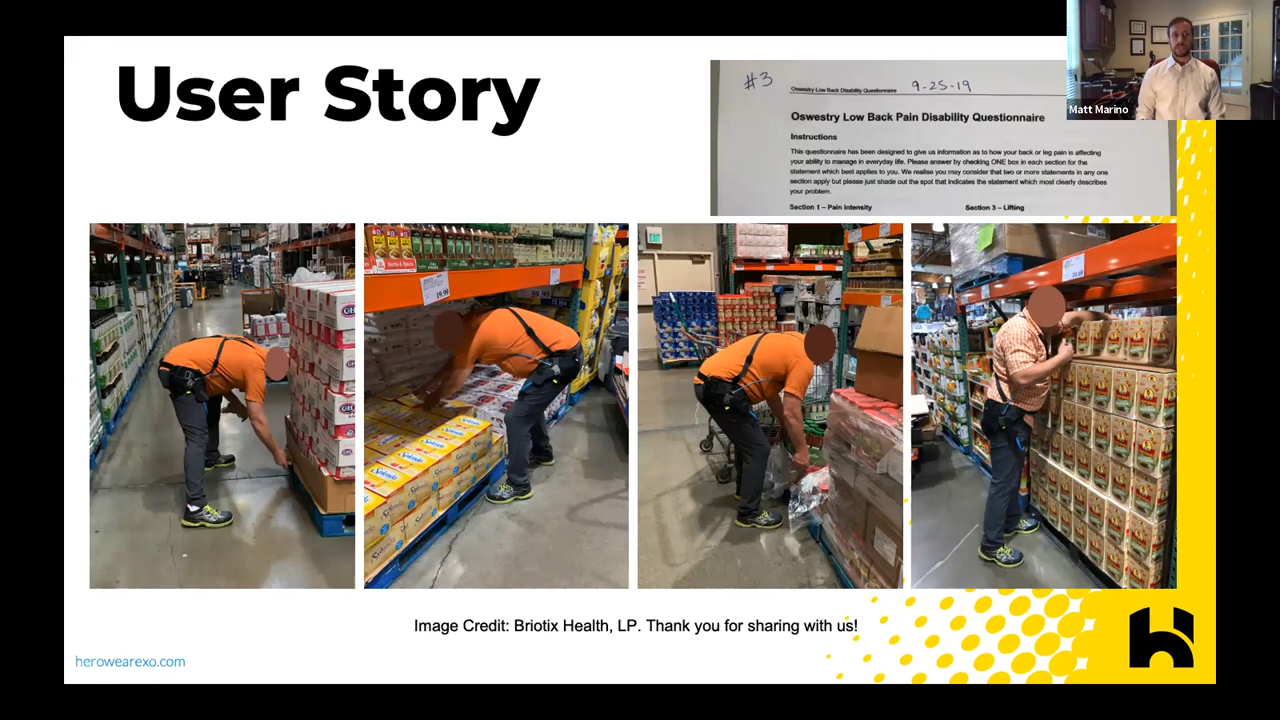 User Story
#3
Oswestry Low Back Disability Questionnaire 9-25-19
Oswestry Low Back Pain Disability Questionnaire
Instructions
This questionnaire has been designed to give us information as to how your back or leg pain is affecting
your ability to manage in everyday life. Please answer by checking ONE box in each section for the
statement which best applies to you. We realise you may consider that two or more statements in any one
section apply but please just shade out the spot that indicates the statement which most clearly describes
your problem.
Section 1 – Pain Intensity
Section 3 – Lifting
Matt Marino
19.99
Splenda
Image Credit: Briotix Health, LP. Thank you for sharing with us!
herowearexo.com